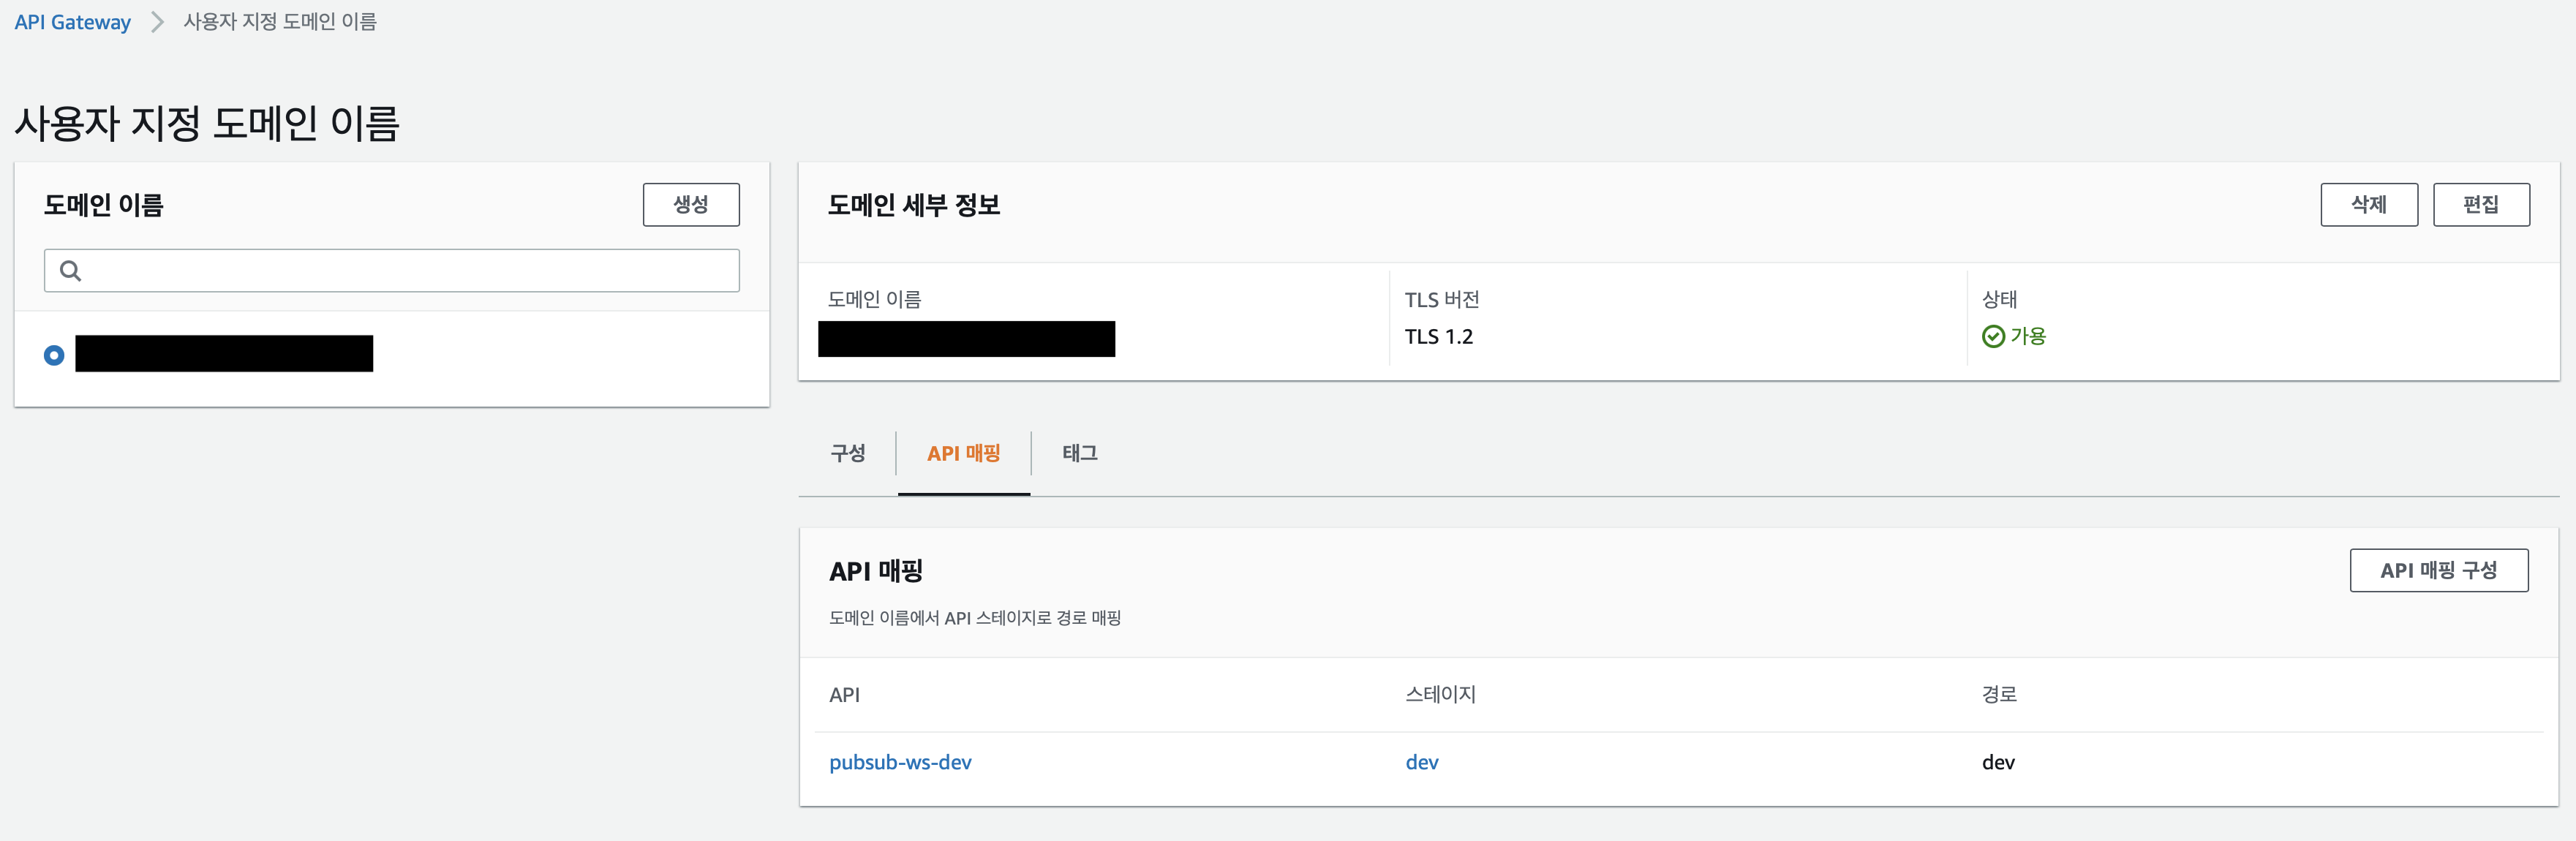 API Gateway > 사용자 지정 도메인 이름
사용자 지정 도메인 이름
도메인 이름
생성
도메인 세부 정보
삭제
편집
도메인 이름
TLS 버전
TLS 1.2
상태
가용
구성
API 매핑
태그
API 매핑
API 매핑 구성
도메인 이름에서 API 스테이지로 경로 매핑
API 스테이지 경로
pubsub-ws-dev dev dev